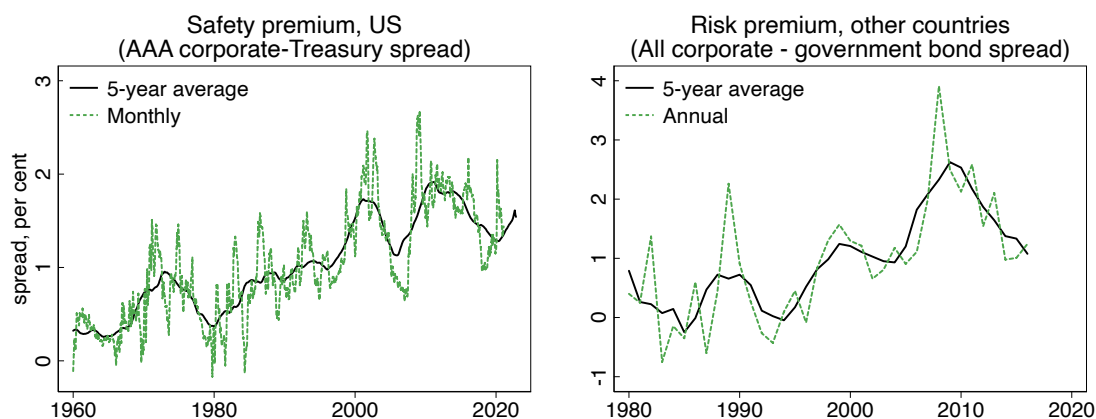 Safety premium, US
(AAA corporate-Treasury spread)
spread, per cent
3
2
1
0
5-year average
Monthly
1960
1980
2000
2020
Risk premium, other countries
(All corporate - government bond spread)
4
3
2
1
0
-1
5-year average
Annual
1980
1990
2000
2010
2020